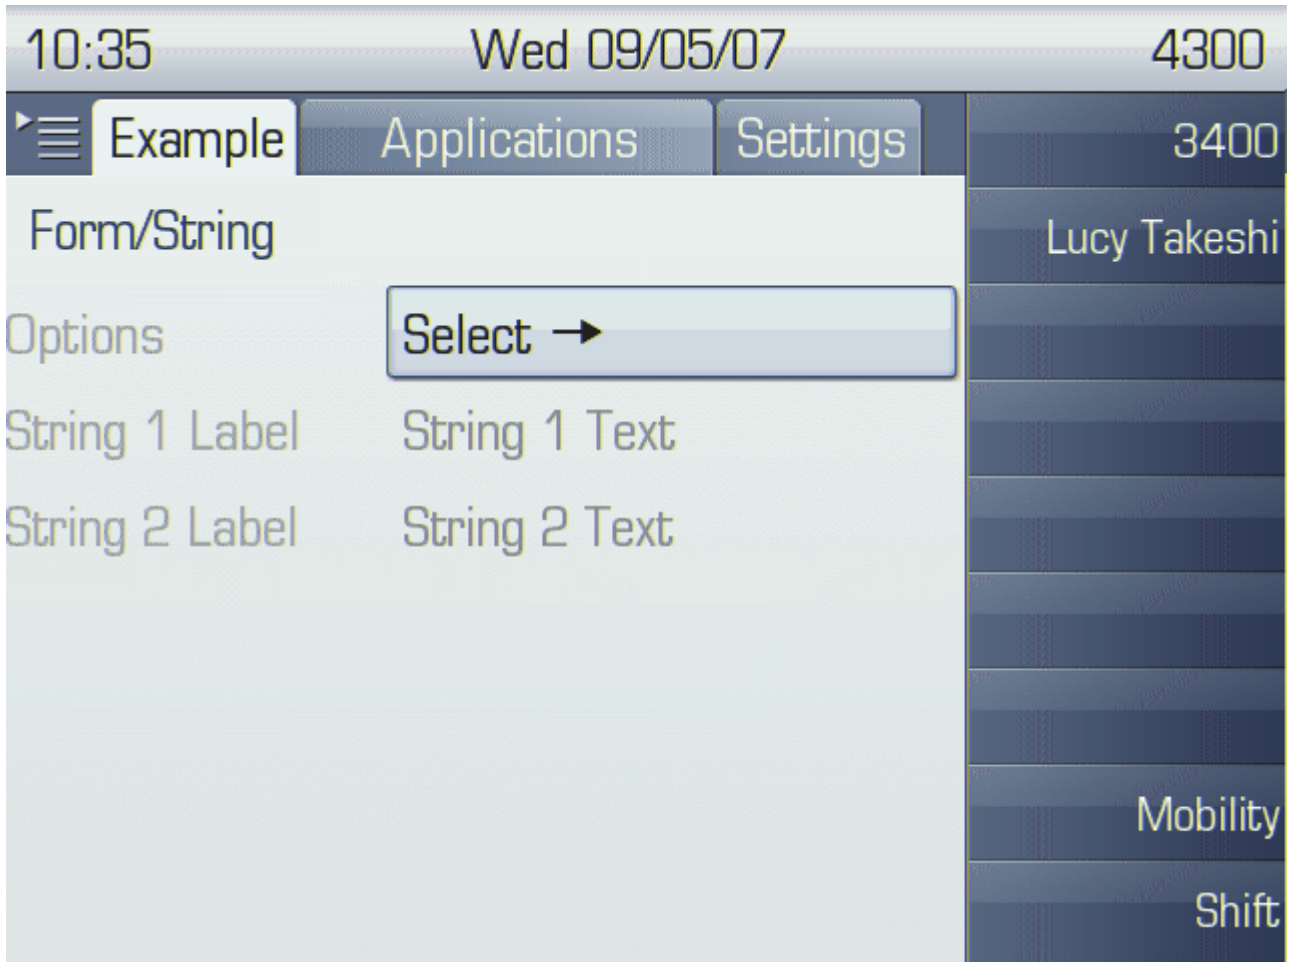 10:35 Wed 09/05/07 4300
Example Applications Settings
3400
Form/String
Lucy Takeshi
Options Select →
String 1 Label String 1 Text
String 2 Label String 2 Text
Mobility
Shift